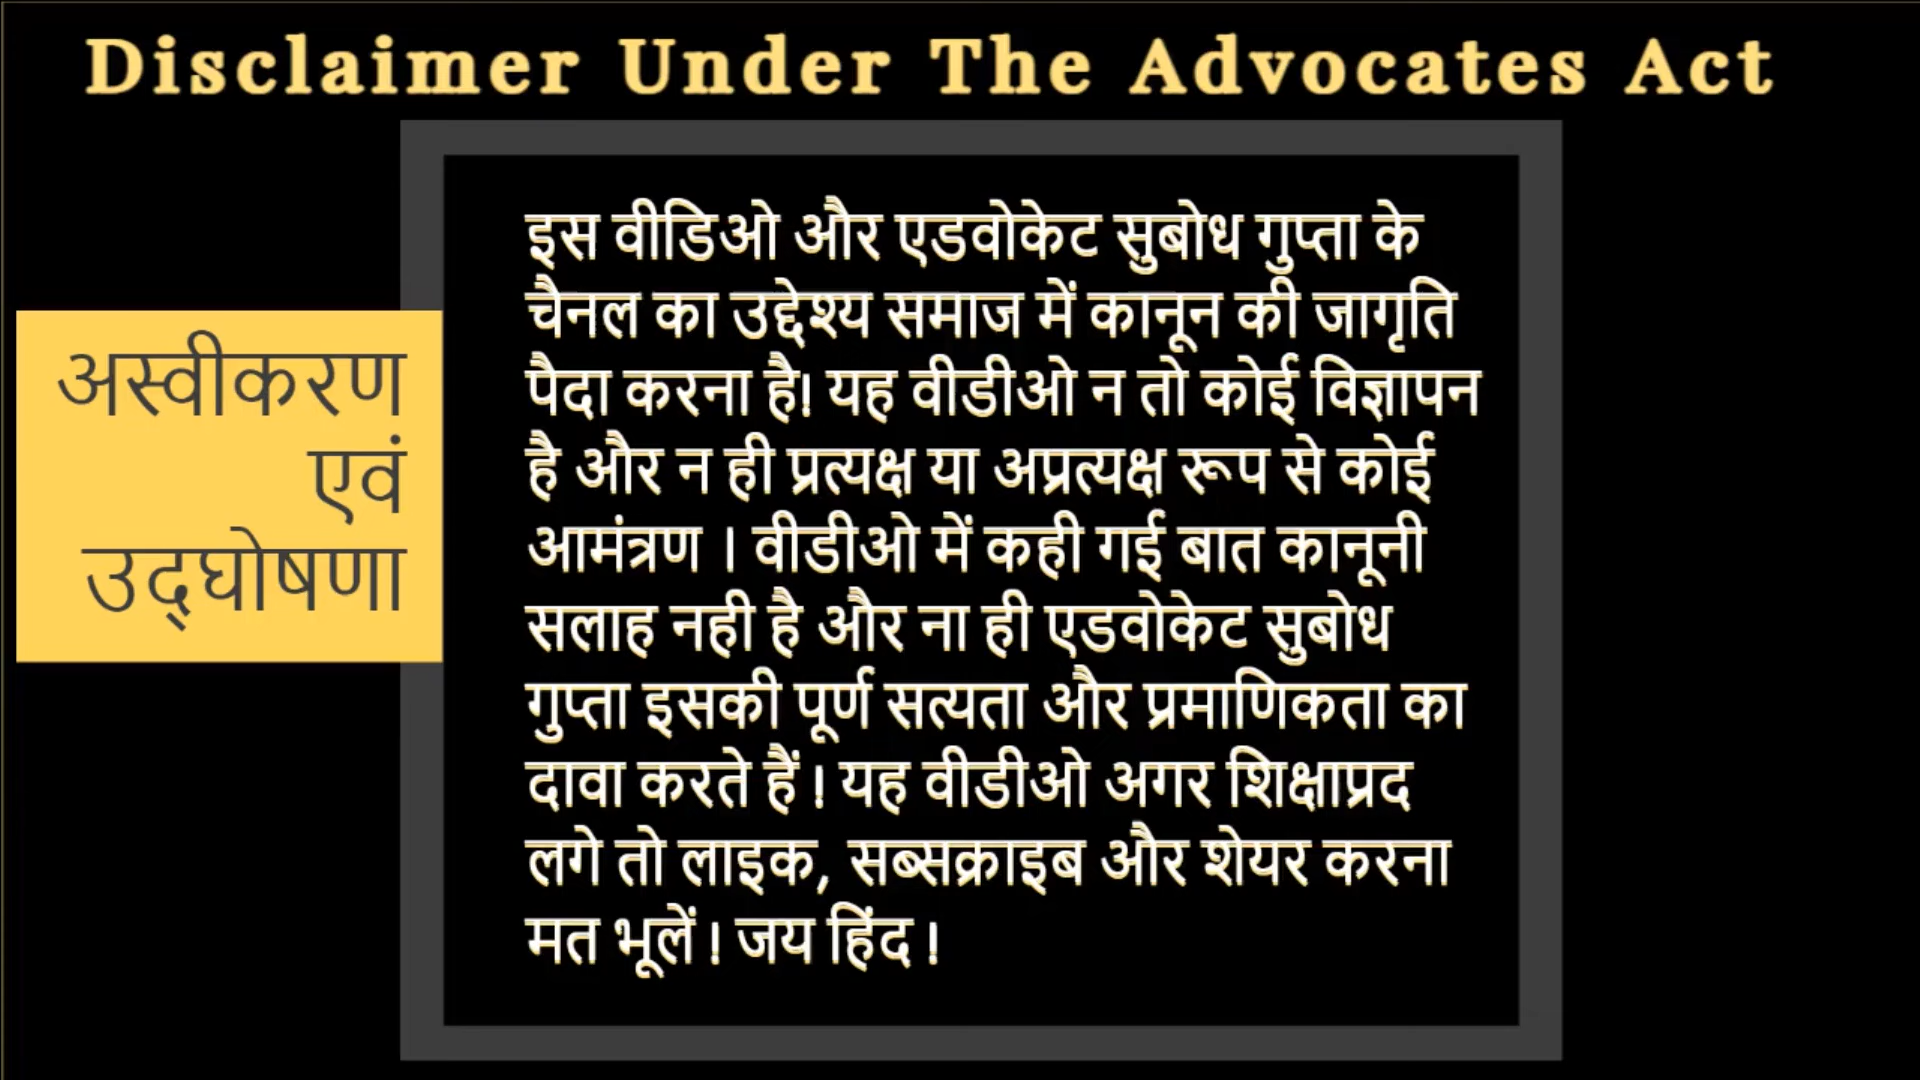 Disclaimer Under The Advocates Act
अस्वीकरण
एवं
उद्घोषणा
इस वीडिओ और एडवोकेट सुबोध गुप्ता के
चैनल का उद्देश्य समाज में कानून की जागृति
पैदा करना है! यह वीडीओ न तो कोई विज्ञापन
है और न ही प्रत्यक्ष या अप्रत्यक्ष रूप से कोई
आमंत्रण । वीडीओ में कही गई बात कानूनी
सलाह नही है और ना ही एडवोकेट सुबोध
गुप्ता इसकी पूर्ण सत्यता और प्रमाणिकता का
दावा करते हैं ! यह वीडीओ अगर शिक्षाप्रद
लगे तो लाइक, सब्सक्राइब और शेयर करना
मत भूलें ! जय हिंद !